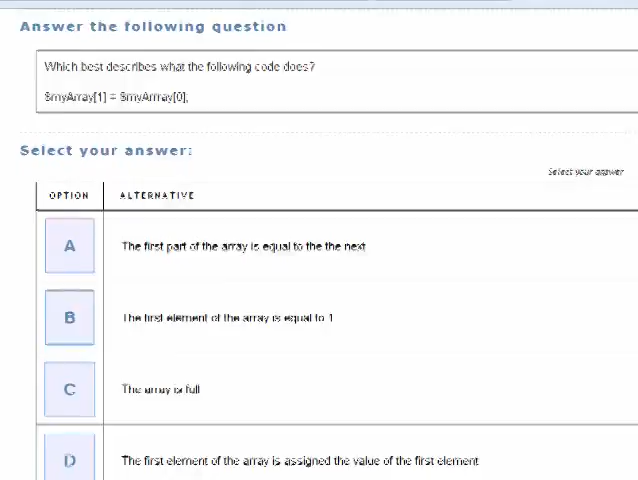 Answer the following question
Which best describes what the following code does?
$myArray[1] = $myArrray[0];
Select your answer:
Select your answer
OPTION ALTERNATIVE
A The first part of the array is equal to the the next
B The first element of the array is equal to 1
C The array is full
D The first element of the array is assigned the value of the first element